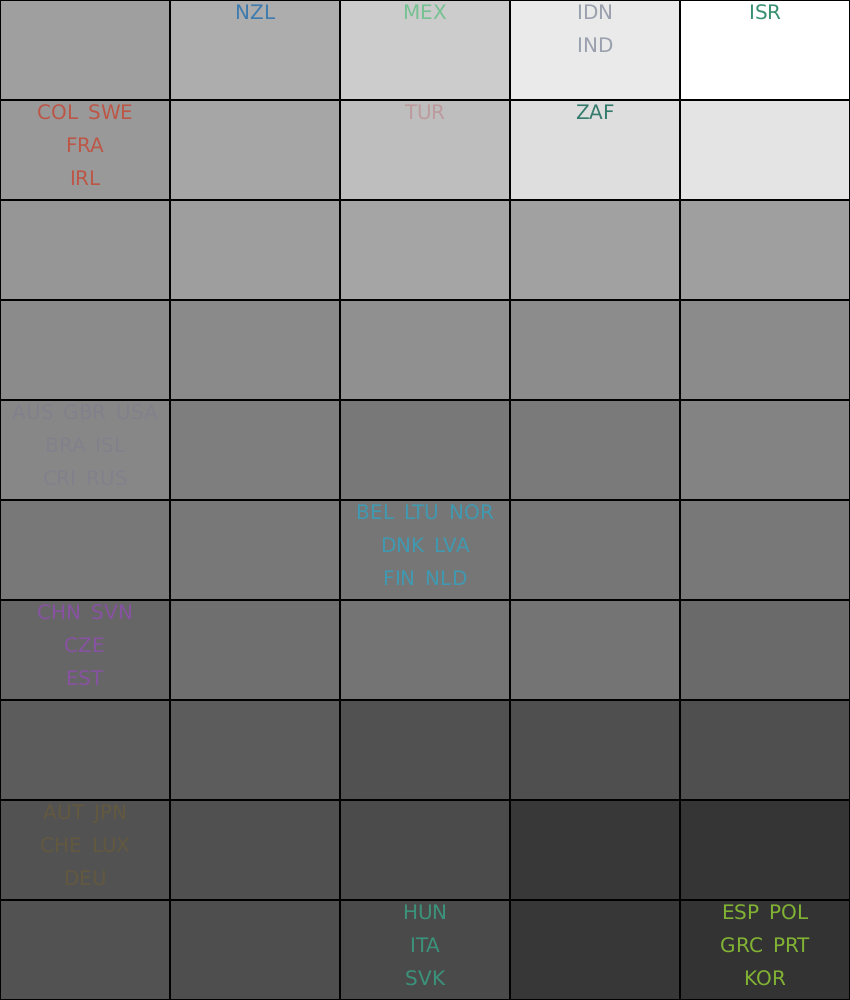 NZL MEX IDN ISR
IND
COL SWE TUR ZAF
FRA
IRL
AUS GBR USA
BRA ISL
CRI RUS
BEL LTU NOR
DNK LVA
FIN NLD
CHN SVN
CZE
EST
AUT JPN
CHE LUX
DEU
HUN ESP POL
ITA GRC PRT
SVK KOR